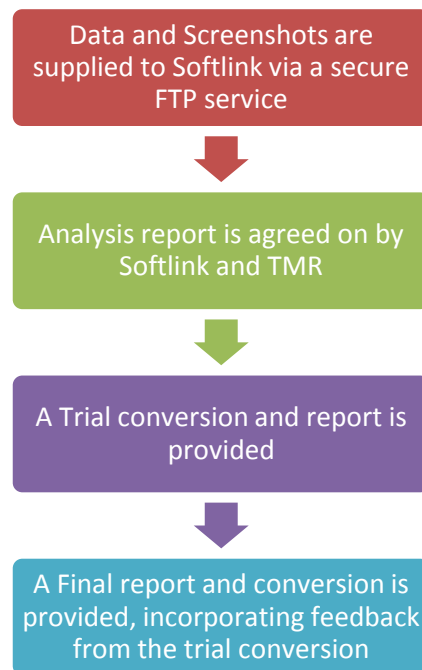 Data and Screenshots are
supplied to Softlink via a secure
FTP service
Analysis report is agreed on by
Softlink and TMR
A Trial conversion and report is
provided
A Final report and conversion is
provided, incorporating feedback
from the trial conversion